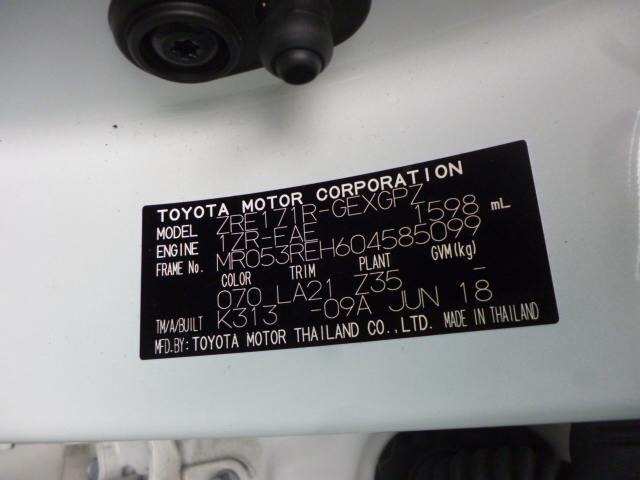 TOYOTA MOTOR CORPORATION
MODEL ZRE171R-GEXGPZ
ENGINE 1ZR-FAE 1598 mL
FRAME No. MR053REH604585099
COLOR TRIM PLANT GVM(kg)
070 LA21 Z35 -
TM/A/BUILT K313 -09A JUN 18
MFD.BY: TOYOTA MOTOR THAILAND CO.,LTD. MADE IN THAILAND